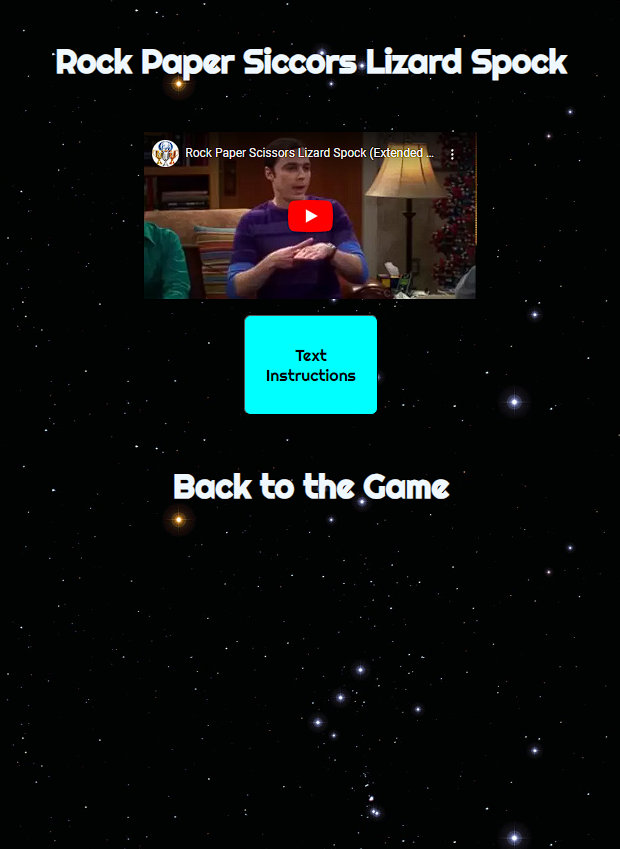 Rock Paper Siccors Lizard Spock
Rock Paper Scissors Lizard Spock (Extended ...
Text
Instructions
Back to the Game